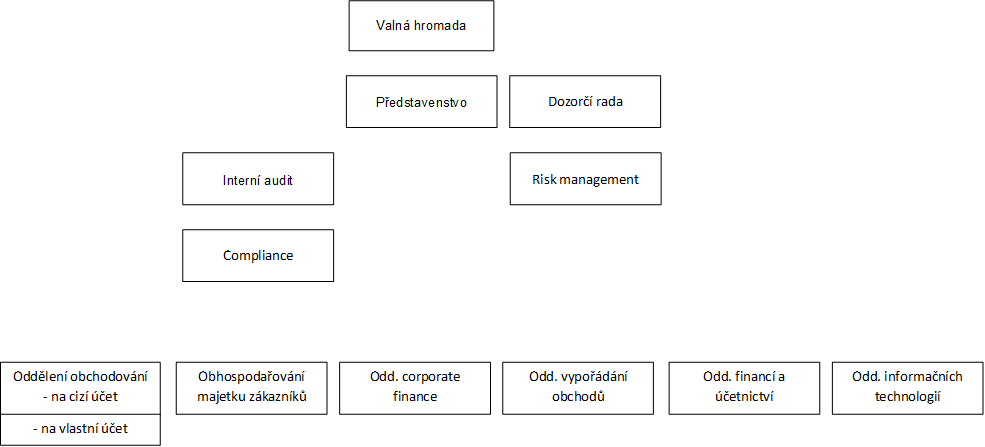 Valná hromada
Představenstvo
Dozorčí rada
Interní audit
Risk management
Compliance
Oddělení obchodování
- na cizí účet
- na vlastní účet
Obhospodařování
majetku zákazníků
Odd. corporate
finance
Odd. vypořádání
obchodů
Odd. financí a
účetnictví
Odd. informačních
technologií